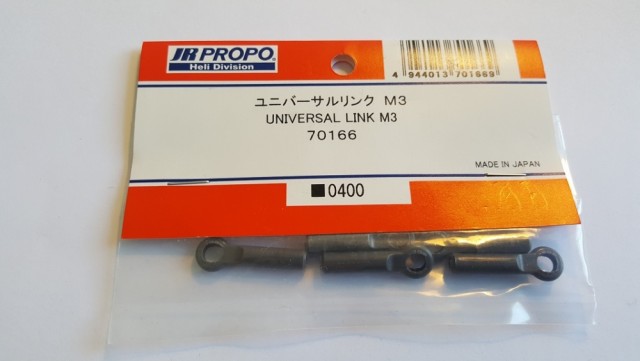 JR PROPO
Heli Division
4 944013 701669
ユニバーサルリンク M3
UNIVERSAL LINK M3
70166
MADE IN JAPAN
■0400